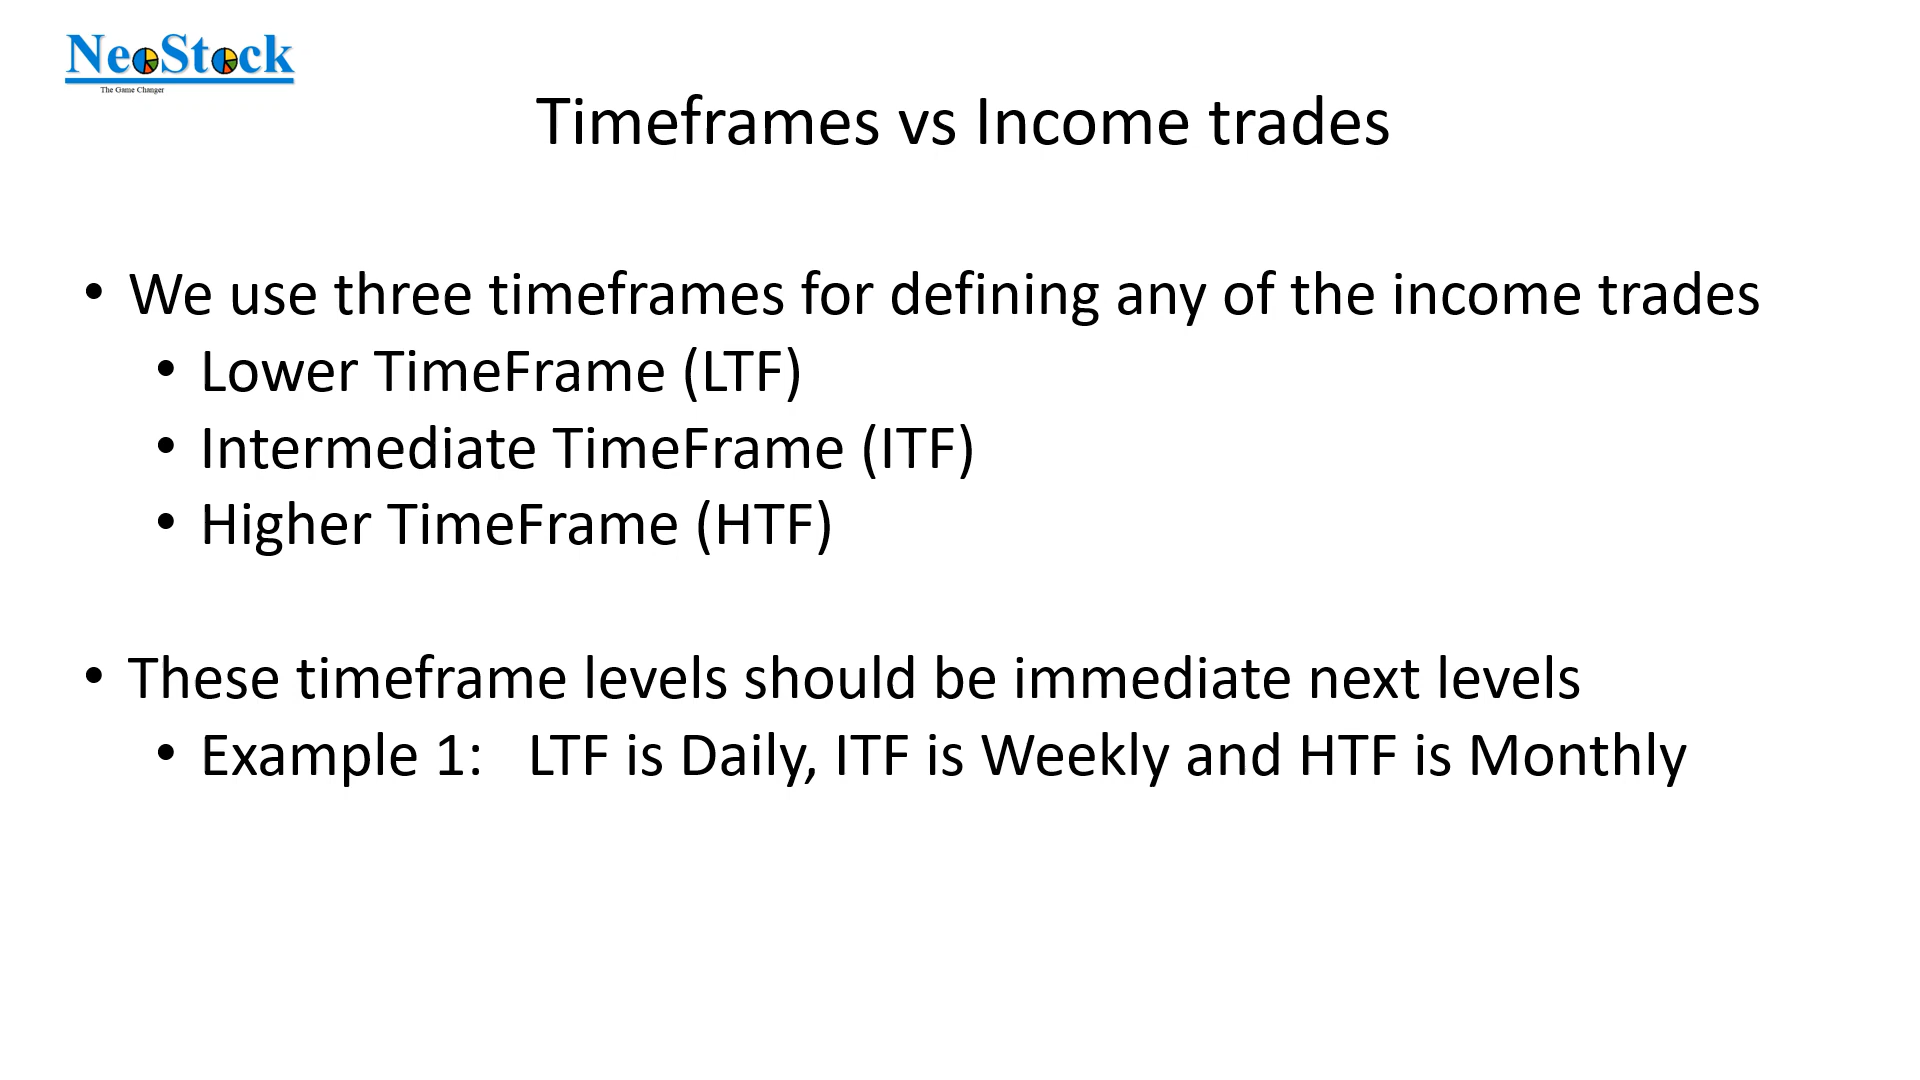 NeoStock
The Game Changer
Timeframes vs Income trades
• We use three timeframes for defining any of the income trades
• Lower TimeFrame (LTF)
• Intermediate TimeFrame (ITF)
• Higher TimeFrame (HTF)
• These timeframe levels should be immediate next levels
• Example 1:   LTF is Daily, ITF is Weekly and HTF is Monthly